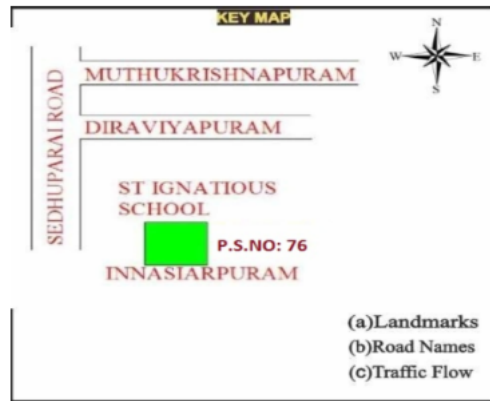 KEY MAP
N
W E
S
MUTHUKRISHNAPURAM
DIRAVIYAPURAM
SEDHUPARAI ROAD
ST IGNATIOUS
SCHOOL
P.S.NO: 76
INNASIARPURAM
(a)Landmarks
(b)Road Names
(c)Traffic Flow